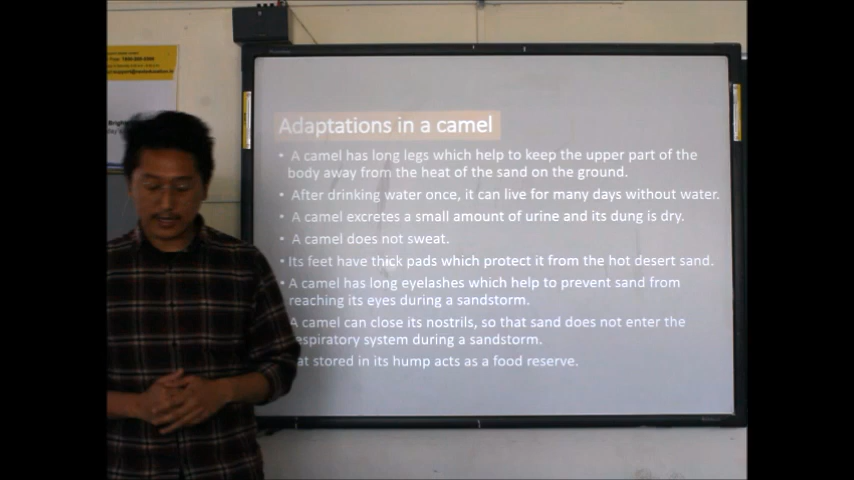 Adaptations in a camel
• A camel has long legs which help to keep the upper part of the
body away from the heat of the sand on the ground.
• After drinking water once, it can live for many days without water.
• A camel excretes a small amount of urine and its dung is dry.
• A camel does not sweat.
• Its feet have thick pads which protect it from the hot desert sand.
• A camel has long eyelashes which help to prevent sand from
reaching its eyes during a sandstorm.
A camel can close its nostrils, so that sand does not enter the
espiratory system during a sandstorm.
at stored in its hump acts as a food reserve.